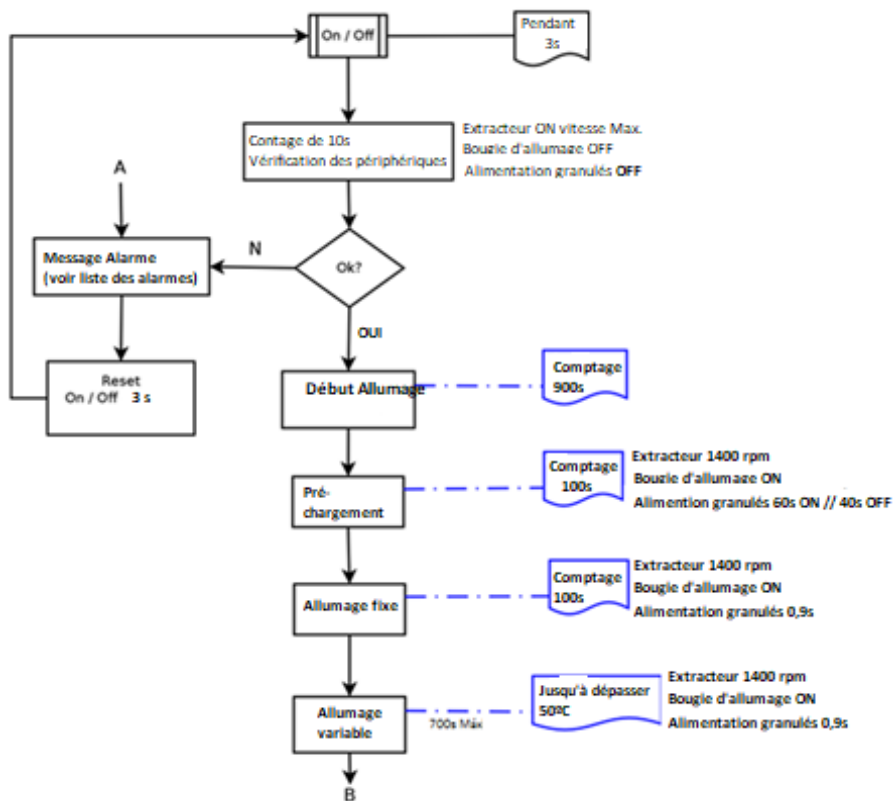 On / Off
Pendant
3s
Contage de 10s
Vérification des périphériques
Extracteur ON vitesse Max.
Bougie d'allumage OFF
Alimentation granulés OFF
A
Message Alarme
(voir liste des alarmes)
N
Ok?
OUI
Reset
On / Off 3 s
Début Allumage
Comptage
900s
Pré-
chargement
Comptage
100s
Extracteur 1400 rpm
Bougie d'allumage ON
Alimention granulés 60s ON // 40s OFF
Allumage fixe
Comptage
100s
Extracteur 1400 rpm
Bougie d'allumage ON
Alimentation granulés 0,9s
Allumage
variable
700s Máx
Jusqu'à dépasser
50ºC
Extracteur 1400 rpm
Bougie d'allumage ON
Alimentation granulés 0,9s
B